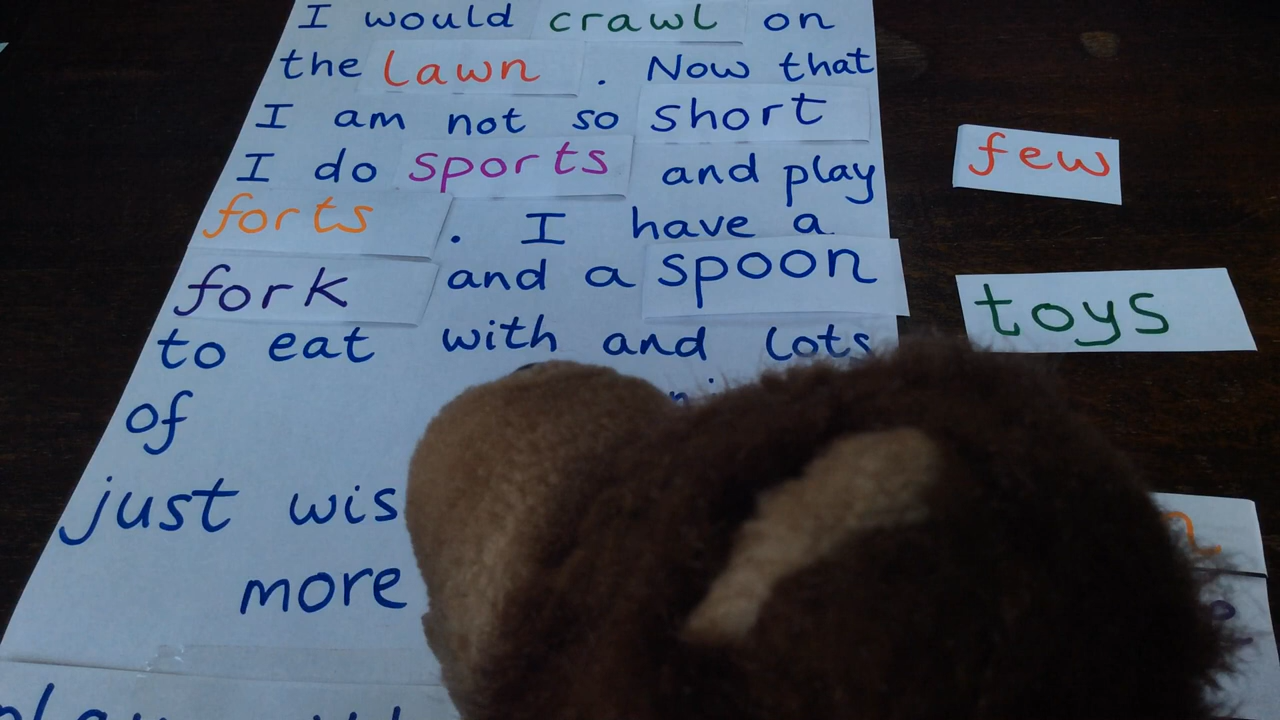 I would crawl on
the lawn . Now that
I am not so short
I do sports and play
forts . I have a
fork and a spoon
to eat with and lots
of
just wis
more
few
toys